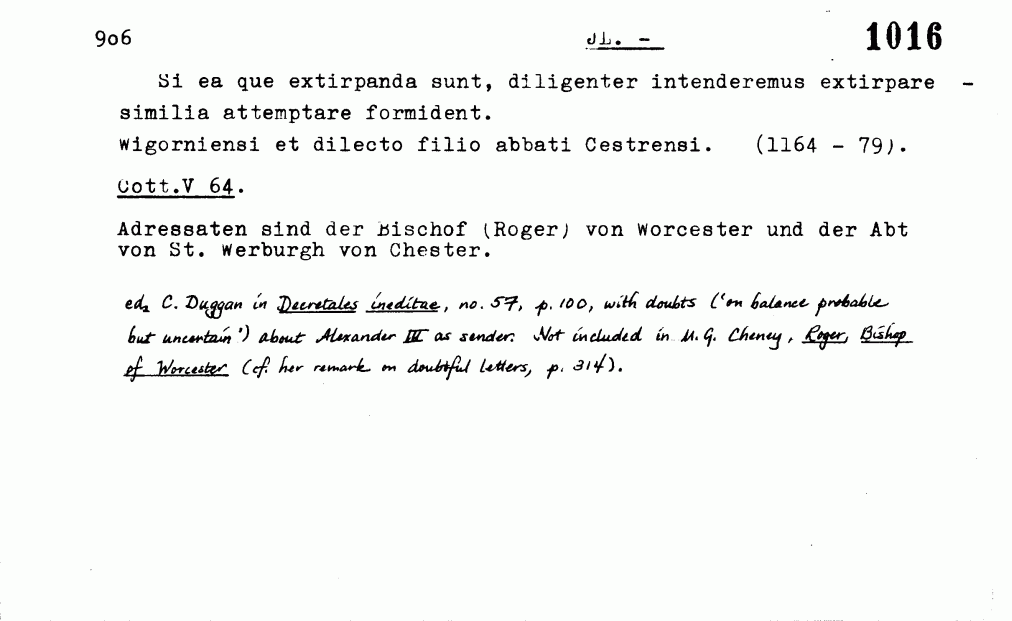 906 JL. - 1016
Si ea que extirpanda sunt, diligenter intenderemus extirpare -
similia attemptare formident.
Wigorniensi et dilecto filio abbati Cestrensi. (1164 - 79).
Cott.V 64.
Adressaten sind der Bischof (Roger) von Worcester und der Abt
von St. Werburgh von Chester.
ed. C. Duggan in Decretales ineditae, no. 57, p. 100, with doubts ('on balance probable
but uncertain') about Alexander III as sender. Not included in M. G. Cheney, Roger, Bishop
of Worcester (cf. her remark on doubtful letters, p. 314).